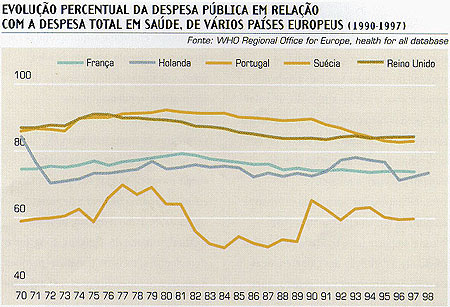 EVOLUÇÃO PERCENTUAL DA DESPESA PÚBLICA EM RELAÇÃO
COM A DESPESA TOTAL EM SAÚDE, DE VÁRIOS PAÍSES EUROPEUS (1990-1997)
Fonte: WHO Regional Office for Europe, health for all database
100
França Holanda Portugal Suécia Reino Unido
80
60
40
70 71 72 73 74 75 76 77 78 79 80 81 82 83 84 85 86 87 88 89 90 91 92 93 94 95 96 97 98